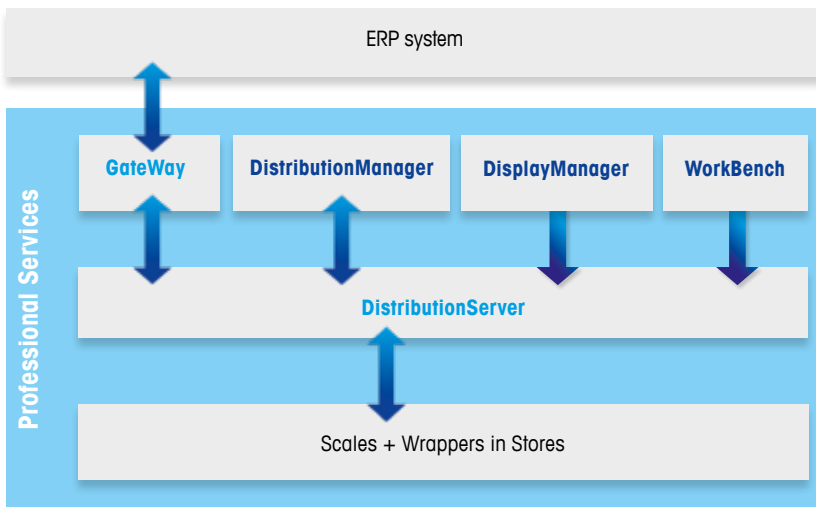 ERP system
GateWay
DistributionManager
DisplayManager
WorkBench
Professional Services
DistributionServer
Scales + Wrappers in Stores